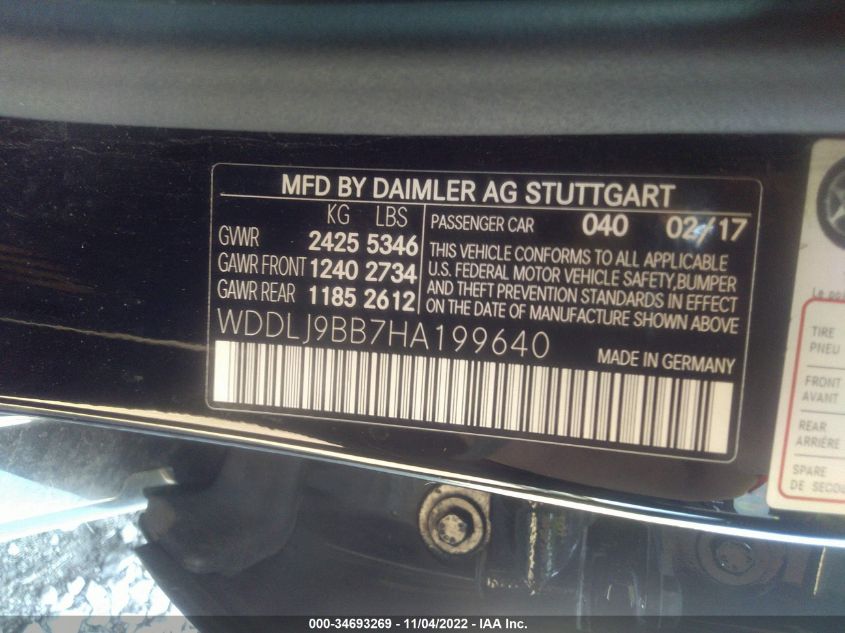 MFD BY DAIMLER AG STUTTGART
KG LBS
GVWR 2425 5346
GAWR FRONT 1240 2734
GAWR REAR 1185 2612
PASSENGER CAR 040 02/17
THIS VEHICLE CONFORMS TO ALL APPLICABLE
U.S. FEDERAL MOTOR VEHICLE SAFETY,BUMPER
AND THEFT PREVENTION STANDARDS IN EFFECT
ON THE DATE OF MANUFACTURE SHOWN ABOVE
WDDLJ9BB7HA199640
MADE IN GERMANY
TIRE
PNEU
FRONT
AVANT
REAR
ARRIÈRE
SPARE
DE
000-34693269 - 11/04/2022 - IAA Inc.